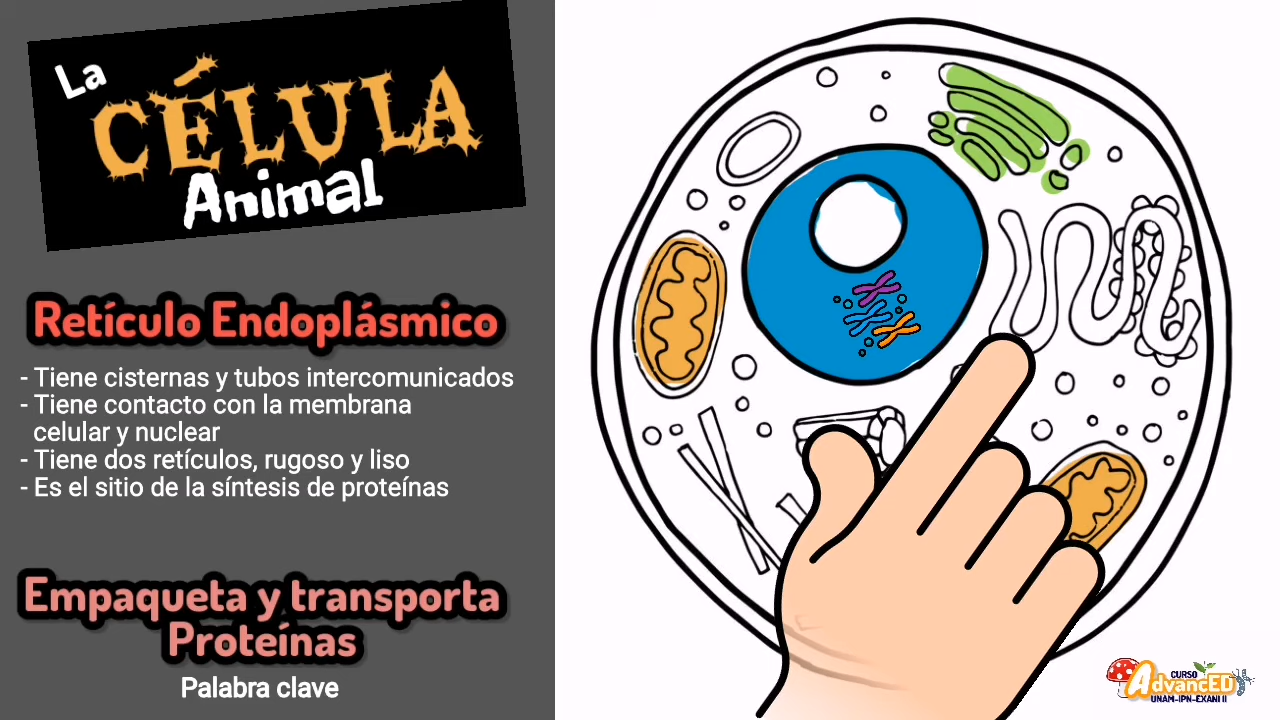 La
CÉLULA
Animal
Retículo Endoplásmico
- Tiene cisternas y tubos intercomunicados
- Tiene contacto con la membrana
celular y nuclear
- Tiene dos retículos, rugoso y liso
- Es el sitio de la síntesis de proteínas
Empaqueta y transporta
Proteínas
Palabra clave
CURSO
AdvancED
UNAM-IPN-EXANI II